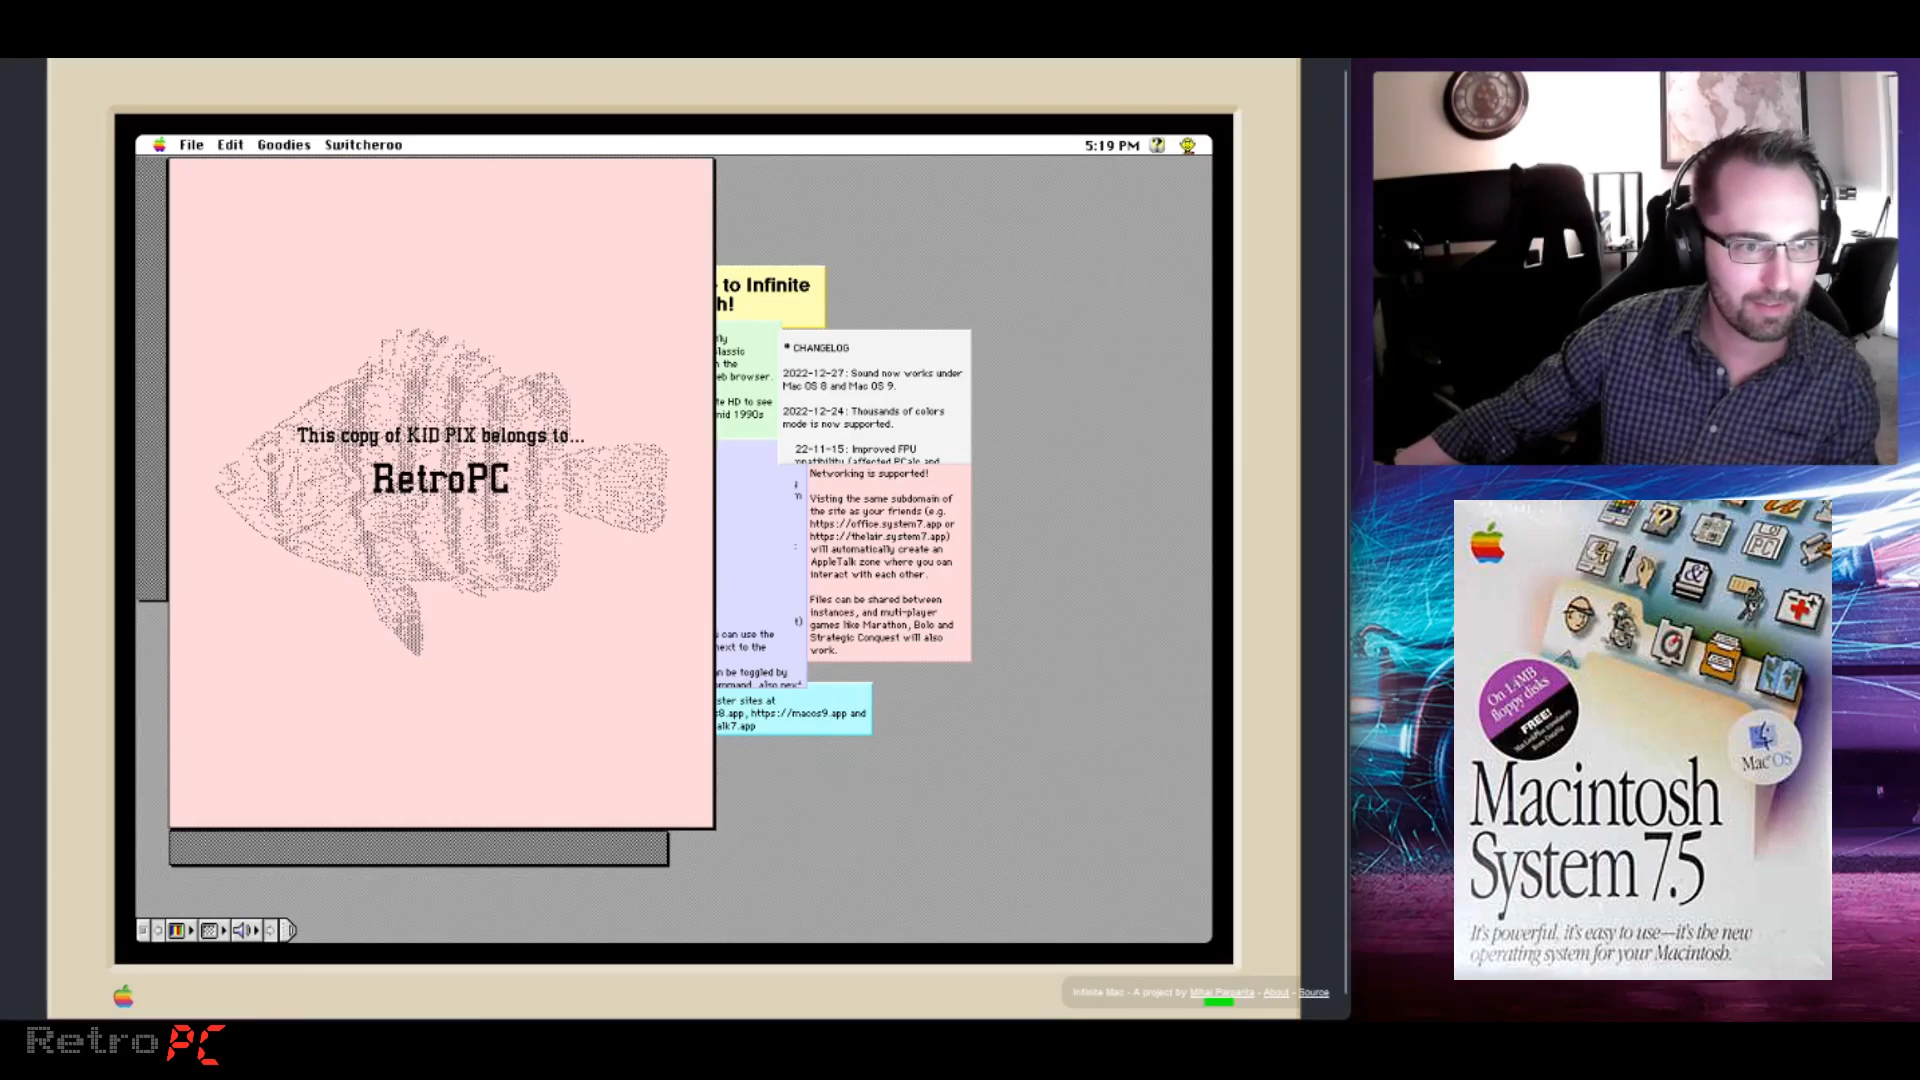 File Edit Goodies Switcheroo
5:19 PM
This copy of KID PIX belongs to...
RetroPC
to Infinite
h!
lassic
n the
eb browser.
te HD to see
nid 1990s
* CHANGELOG
2022-12-27: Sound now works under
Mac OS 8 and Mac OS 9.
2022-12-24: Thousands of colors
mode is now supported.
22-11-15: Improved FPU
Networking is supported!
Visting the same subdomain of
the site as your friends (e.g.
https://office.system7.app or
https://thelair.system7.app)
will automatically create an
AppleTalk zone where you can
interact with each other.
Files can be shared between
instances, and muti-player
games like Marathon, Bolo and
Strategic Conquest will also
work.
can use the
next to the
n be toggled by
ster sites at
s8.app, https://macos9.app and
alk7.app
Infinite Mac - A project by Mihai Parparita - About - Source
RetroPC
PC
On 1.4MB
floppy disks
FREE!
Mac OS
Macintosh
System 7.5
It's powerful, it's easy to use—it's the new
operating system for your Macintosh.